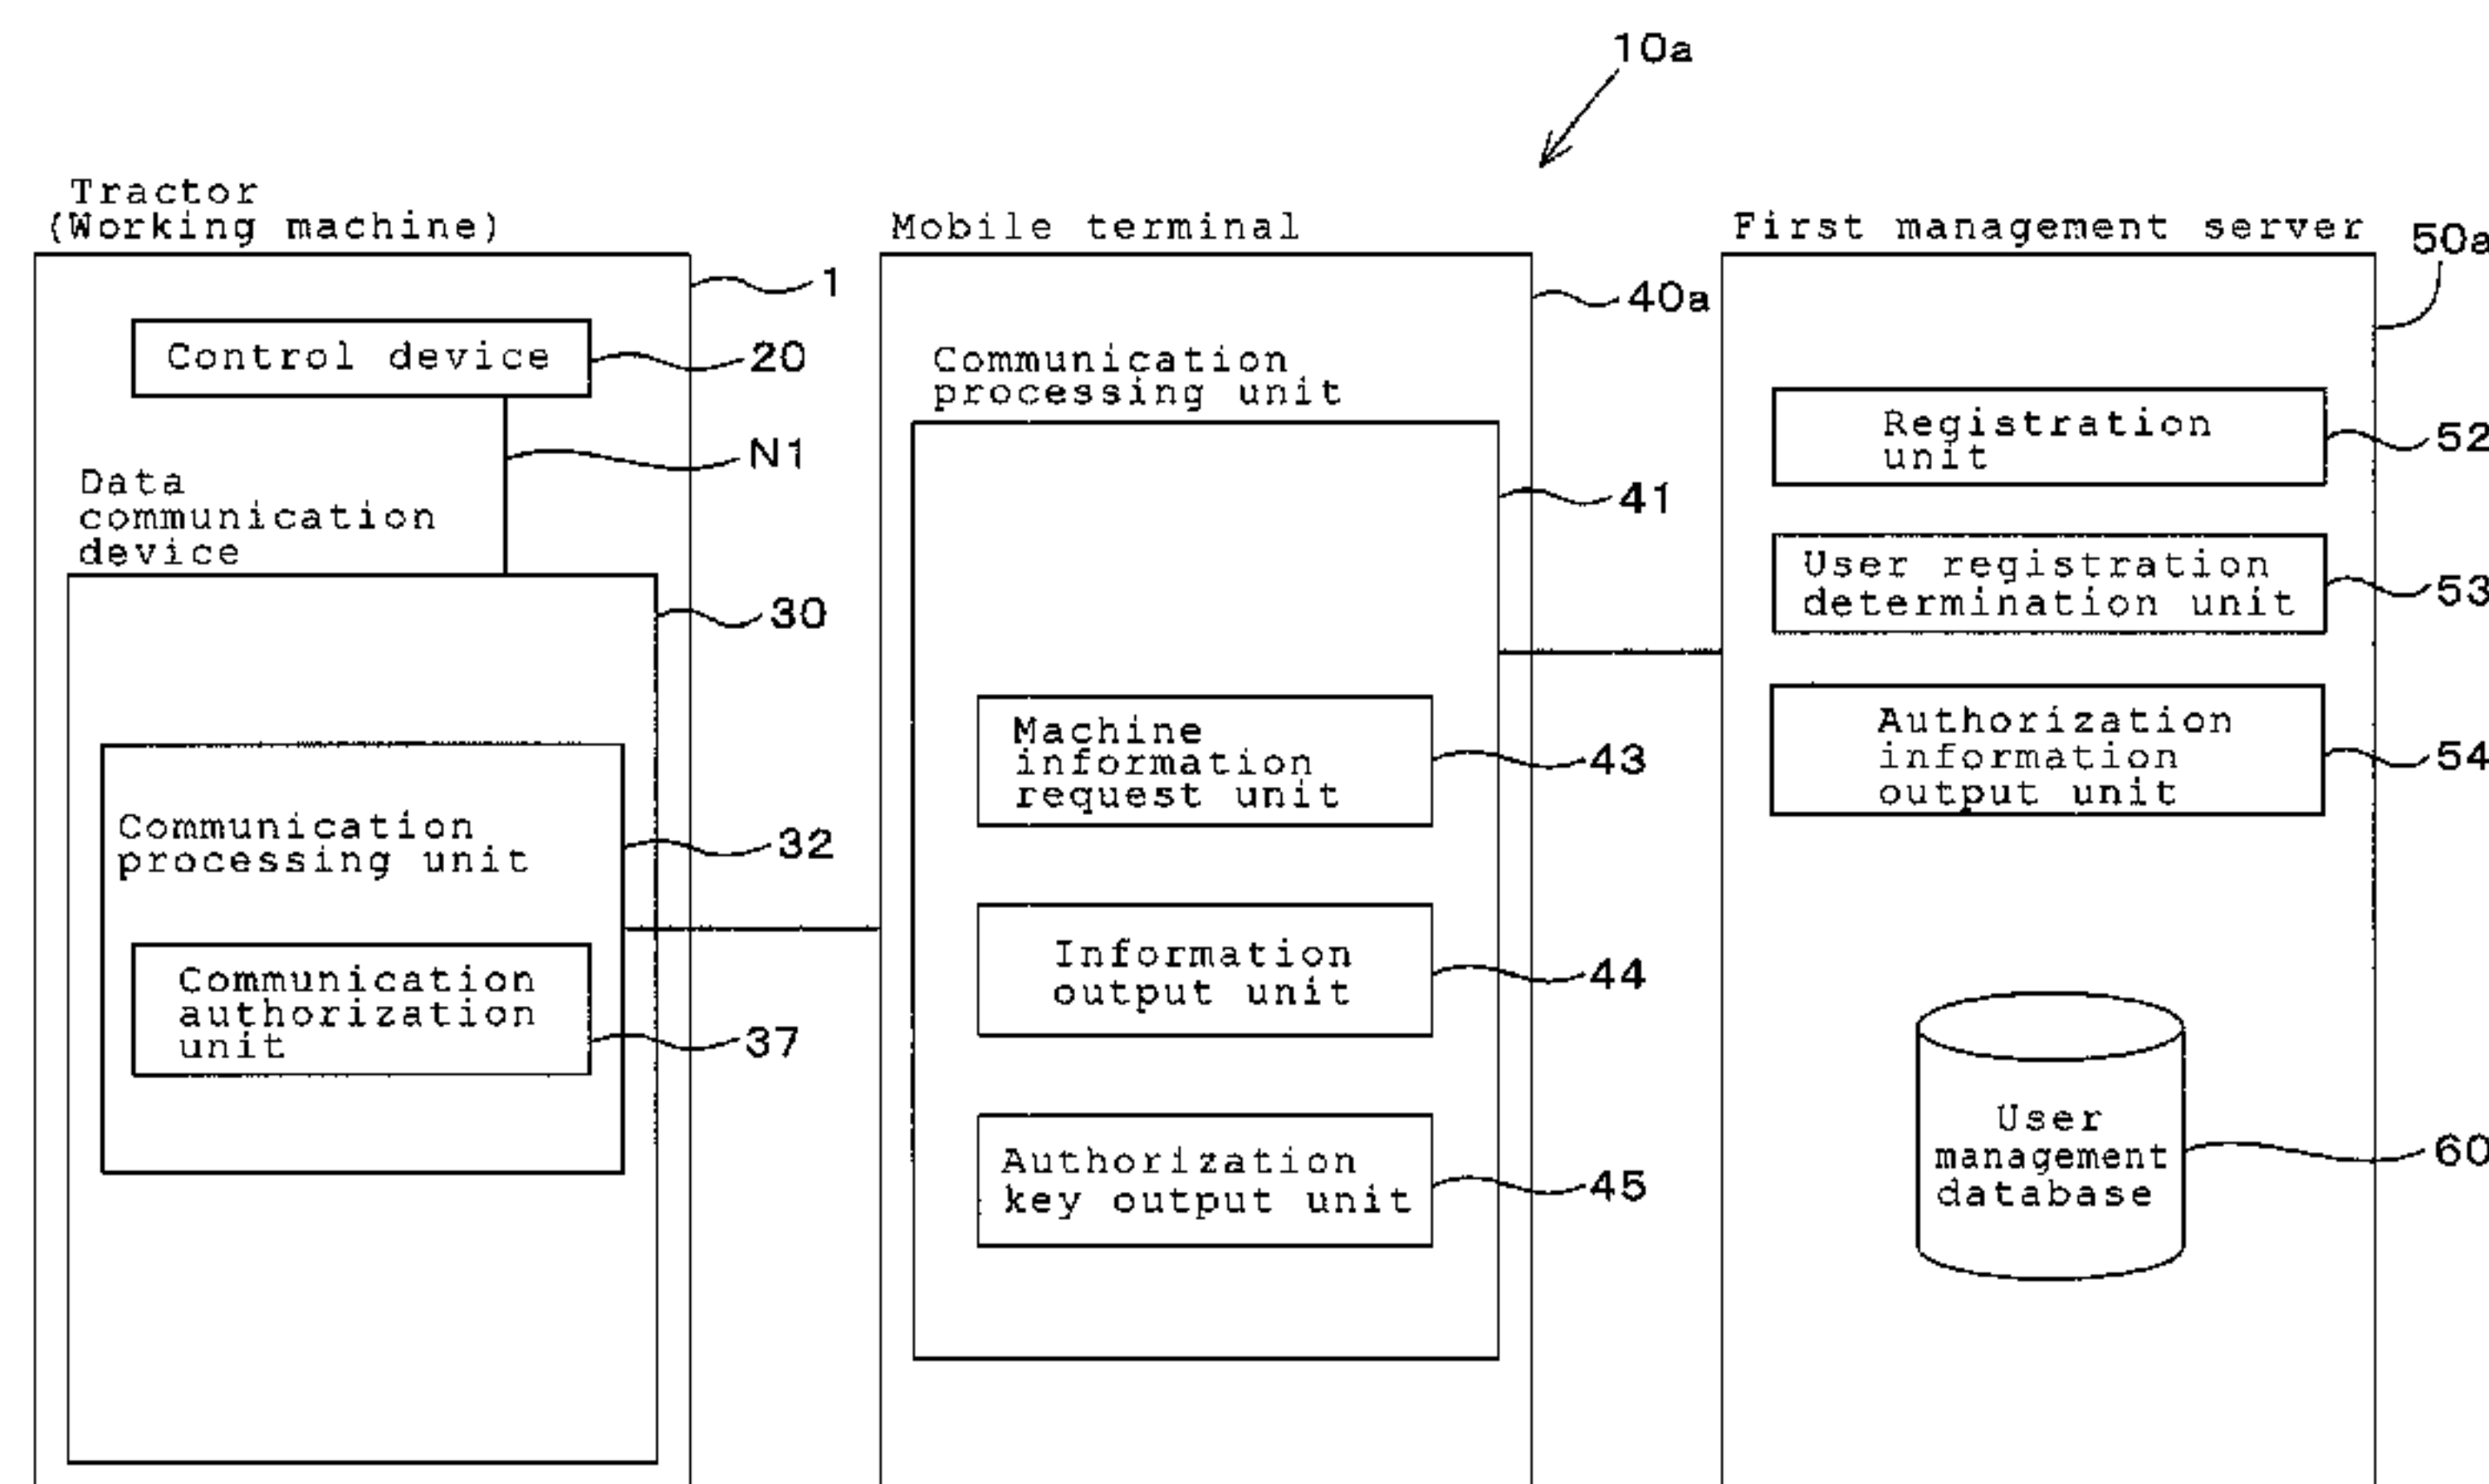 10a
Tractor
(Working machine)
1
Control device
20
N1
Data
communication
device
30
Communication
processing unit
32
Communication
authorization
unit
37
Mobile terminal
40a
Communication
processing unit
41
Machine
information
request unit
43
Information
output unit
44
Authorization
key output unit
45
First management server
50a
Registration
unit
52
User registration
determination unit
53
Authorization
information
output unit
54
User
management
database
60